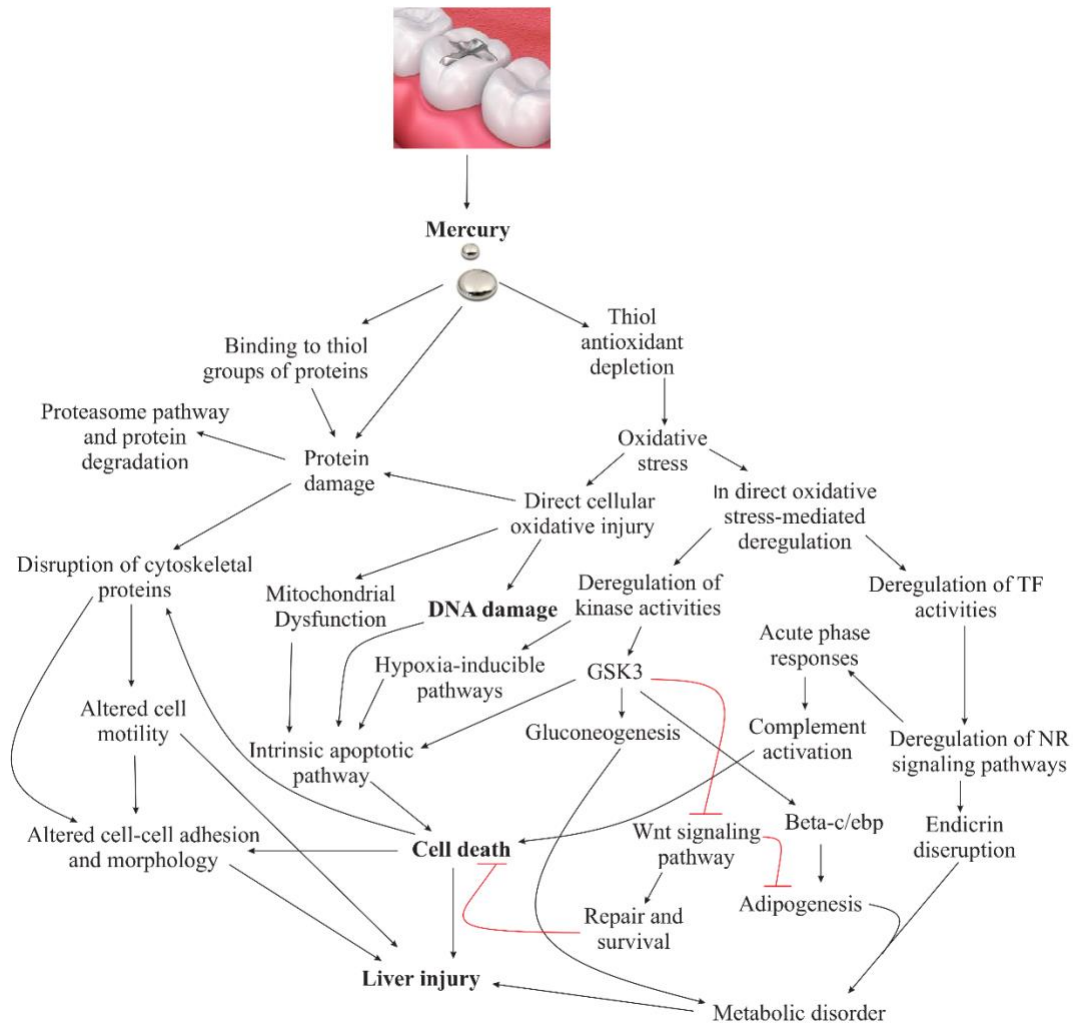 Mercury
Thiol
antioxidant
depletion
Binding to thiol
groups of proteins
Proteasome pathway
and protein
degradation
Protein
damage
Oxidative
stress
Direct cellular
oxidative injury
In direct oxidative
stress-mediated
deregulation
Disruption of cytoskeletal
proteins
Mitochondrial
Dysfunction
DNA damage
Deregulation of
kinase activities
Deregulation of TF
activities
Hypoxia-inducible
pathways
GSK3
Acute phase
responses
Altered cell
motility
Intrinsic apoptotic
pathway
Gluconeogenesis
Complement
activation
Deregulation of NR
signaling pathways
Altered cell-cell adhesion
and morphology
Cell death
Wnt signaling
pathway
Beta-c/ebp
Endicrin
diseruption
Repair and
survival
Adipogenesis
Liver injury
Metabolic disorder